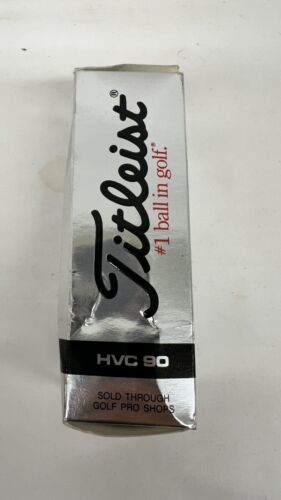 Titleist®
#1 ball in golf.®
HVC 90
SOLD THROUGH
GOLF PRO SHOPS